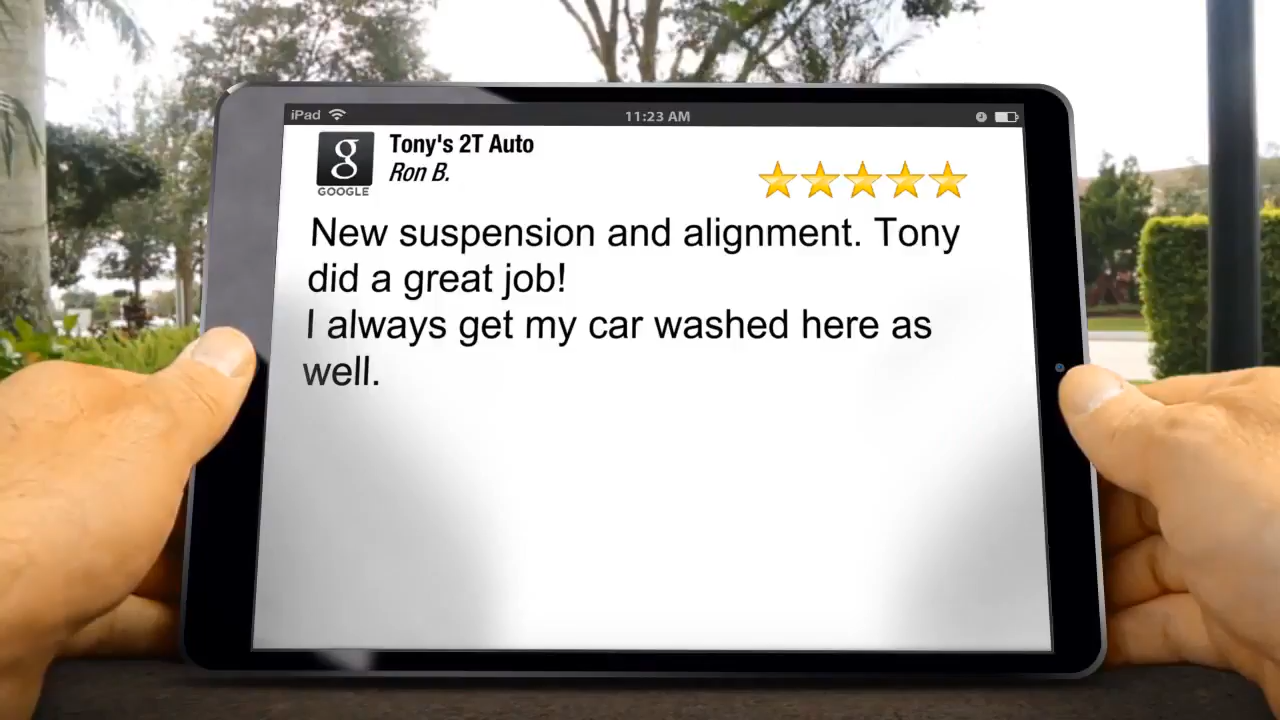 iPad
11:23 AM
g
GOOGLE
Tony's 2T Auto
Ron B.
New suspension and alignment. Tony
did a great job!
I always get my car washed here as
well.